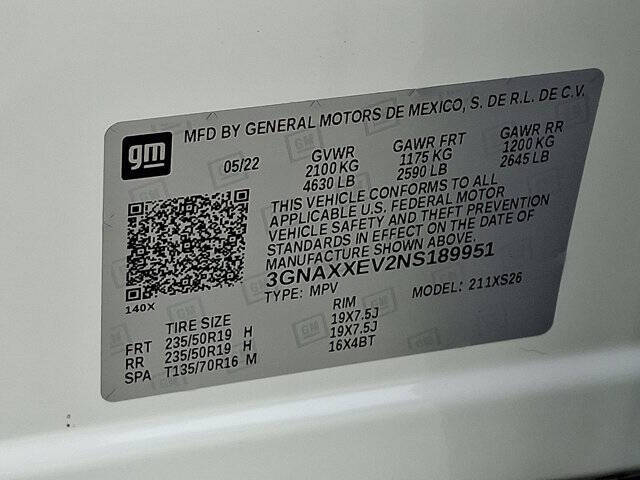 gm
MFD BY GENERAL MOTORS DE MEXICO, S. DE R.L. DE C.V.
05/22 GVWR GAWR FRT GAWR RR
2100 KG 1175 KG 1200 KG
4630 LB 2590 LB 2645 LB
THIS VEHICLE CONFORMS TO ALL
APPLICABLE U.S. FEDERAL MOTOR
VEHICLE SAFETY AND THEFT PREVENTION
STANDARDS IN EFFECT ON THE DATE OF
MANUFACTURE SHOWN ABOVE.
3GNAXXEV2NS189951
TYPE: MPV MODEL: 211XS26
140X
TIRE SIZE RIM
FRT 235/50R19 H 19X7.5J
RR 235/50R19 H 19X7.5J
SPA T135/70R16 M 16X4BT